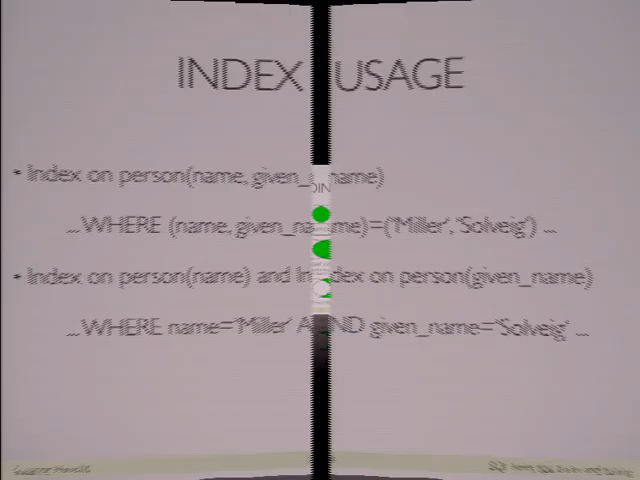 INDEX USAGE
• Index on person(name, given_name)
... WHERE (name, given_name)=('Miller', 'Solveig') ...
• Index on person(name) and Index on person(given_name)
... WHERE name='Miller' AND given_name='Solveig' ...